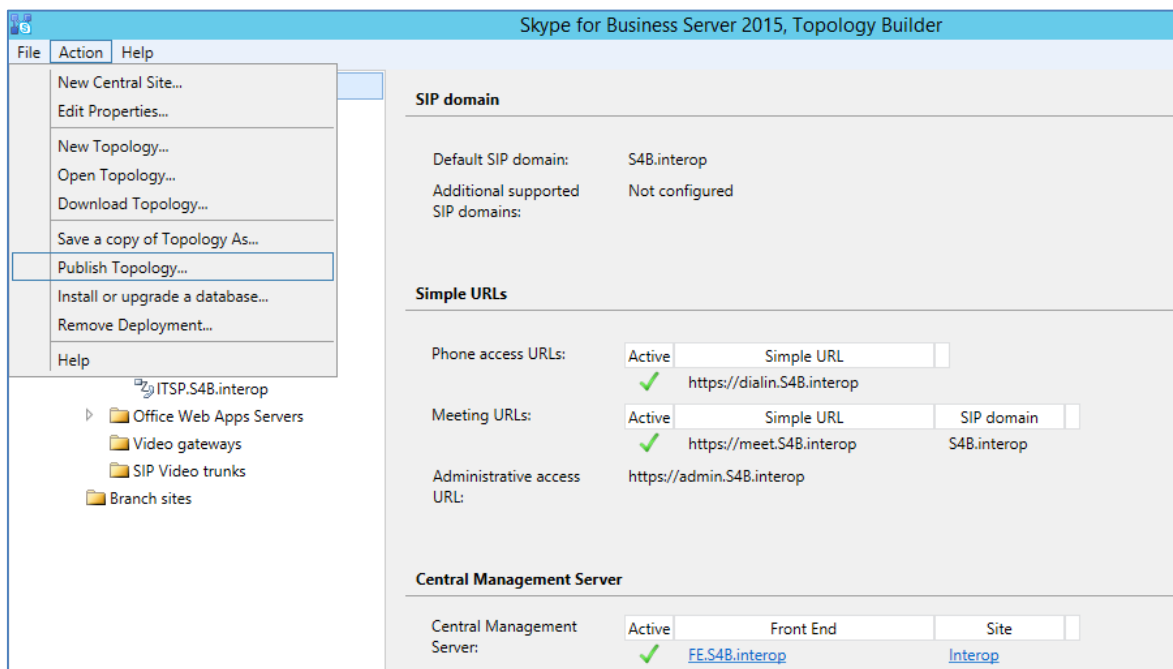 Skype for Business Server 2015, Topology Builder
File Action Help
New Central Site...
Edit Properties...
New Topology...
Open Topology...
Download Topology...
Save a copy of Topology As...
Publish Topology...
Install or upgrade a database...
Remove Deployment...
Help
ITSP.S4B.interop
Office Web Apps Servers
Video gateways
SIP Video trunks
Branch sites
SIP domain
Default SIP domain: S4B.interop
Additional supported Not configured
SIP domains:
Simple URLs
Phone access URLs: Active Simple URL
https://dialin.S4B.interop
Meeting URLs: Active Simple URL SIP domain
https://meet.S4B.interop S4B.interop
Administrative access https://admin.S4B.interop
URL:
Central Management Server
Central Management Active Front End Site
Server: FE.S4B.interop Interop